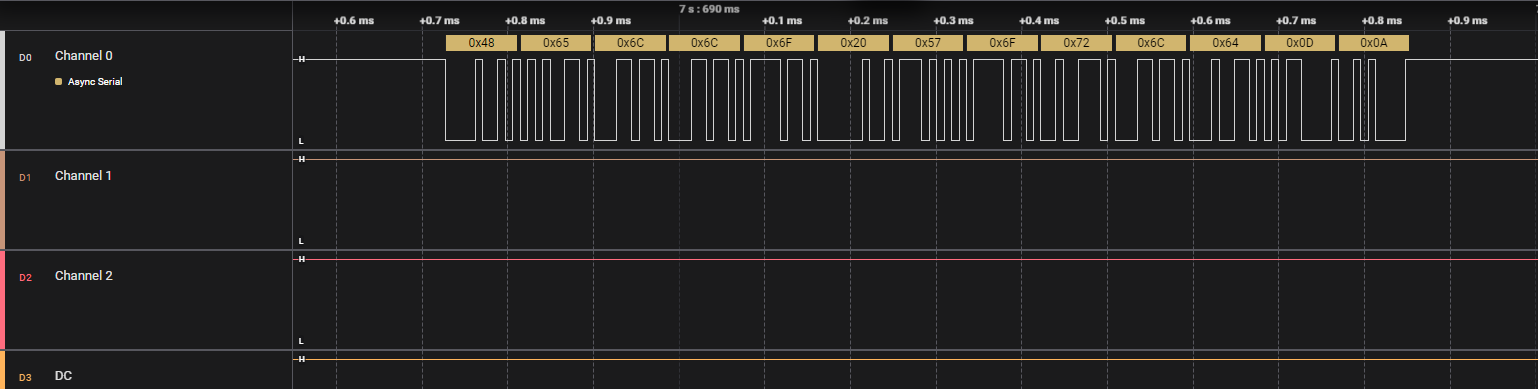 7 s : 690 ms
+0.6 ms +0.7 ms +0.8 ms +0.9 ms +0.1 ms +0.2 ms +0.3 ms +0.4 ms +0.5 ms +0.6 ms +0.7 ms +0.8 ms +0.9 ms
0x48 0x65 0x6C 0x6C 0x6F 0x20 0x57 0x6F 0x72 0x6C 0x64 0x0D 0x0A
D0 Channel 0 H
Async Serial
L
H
D1 Channel 1
L
H
D2 Channel 2
L
H
D3 DC